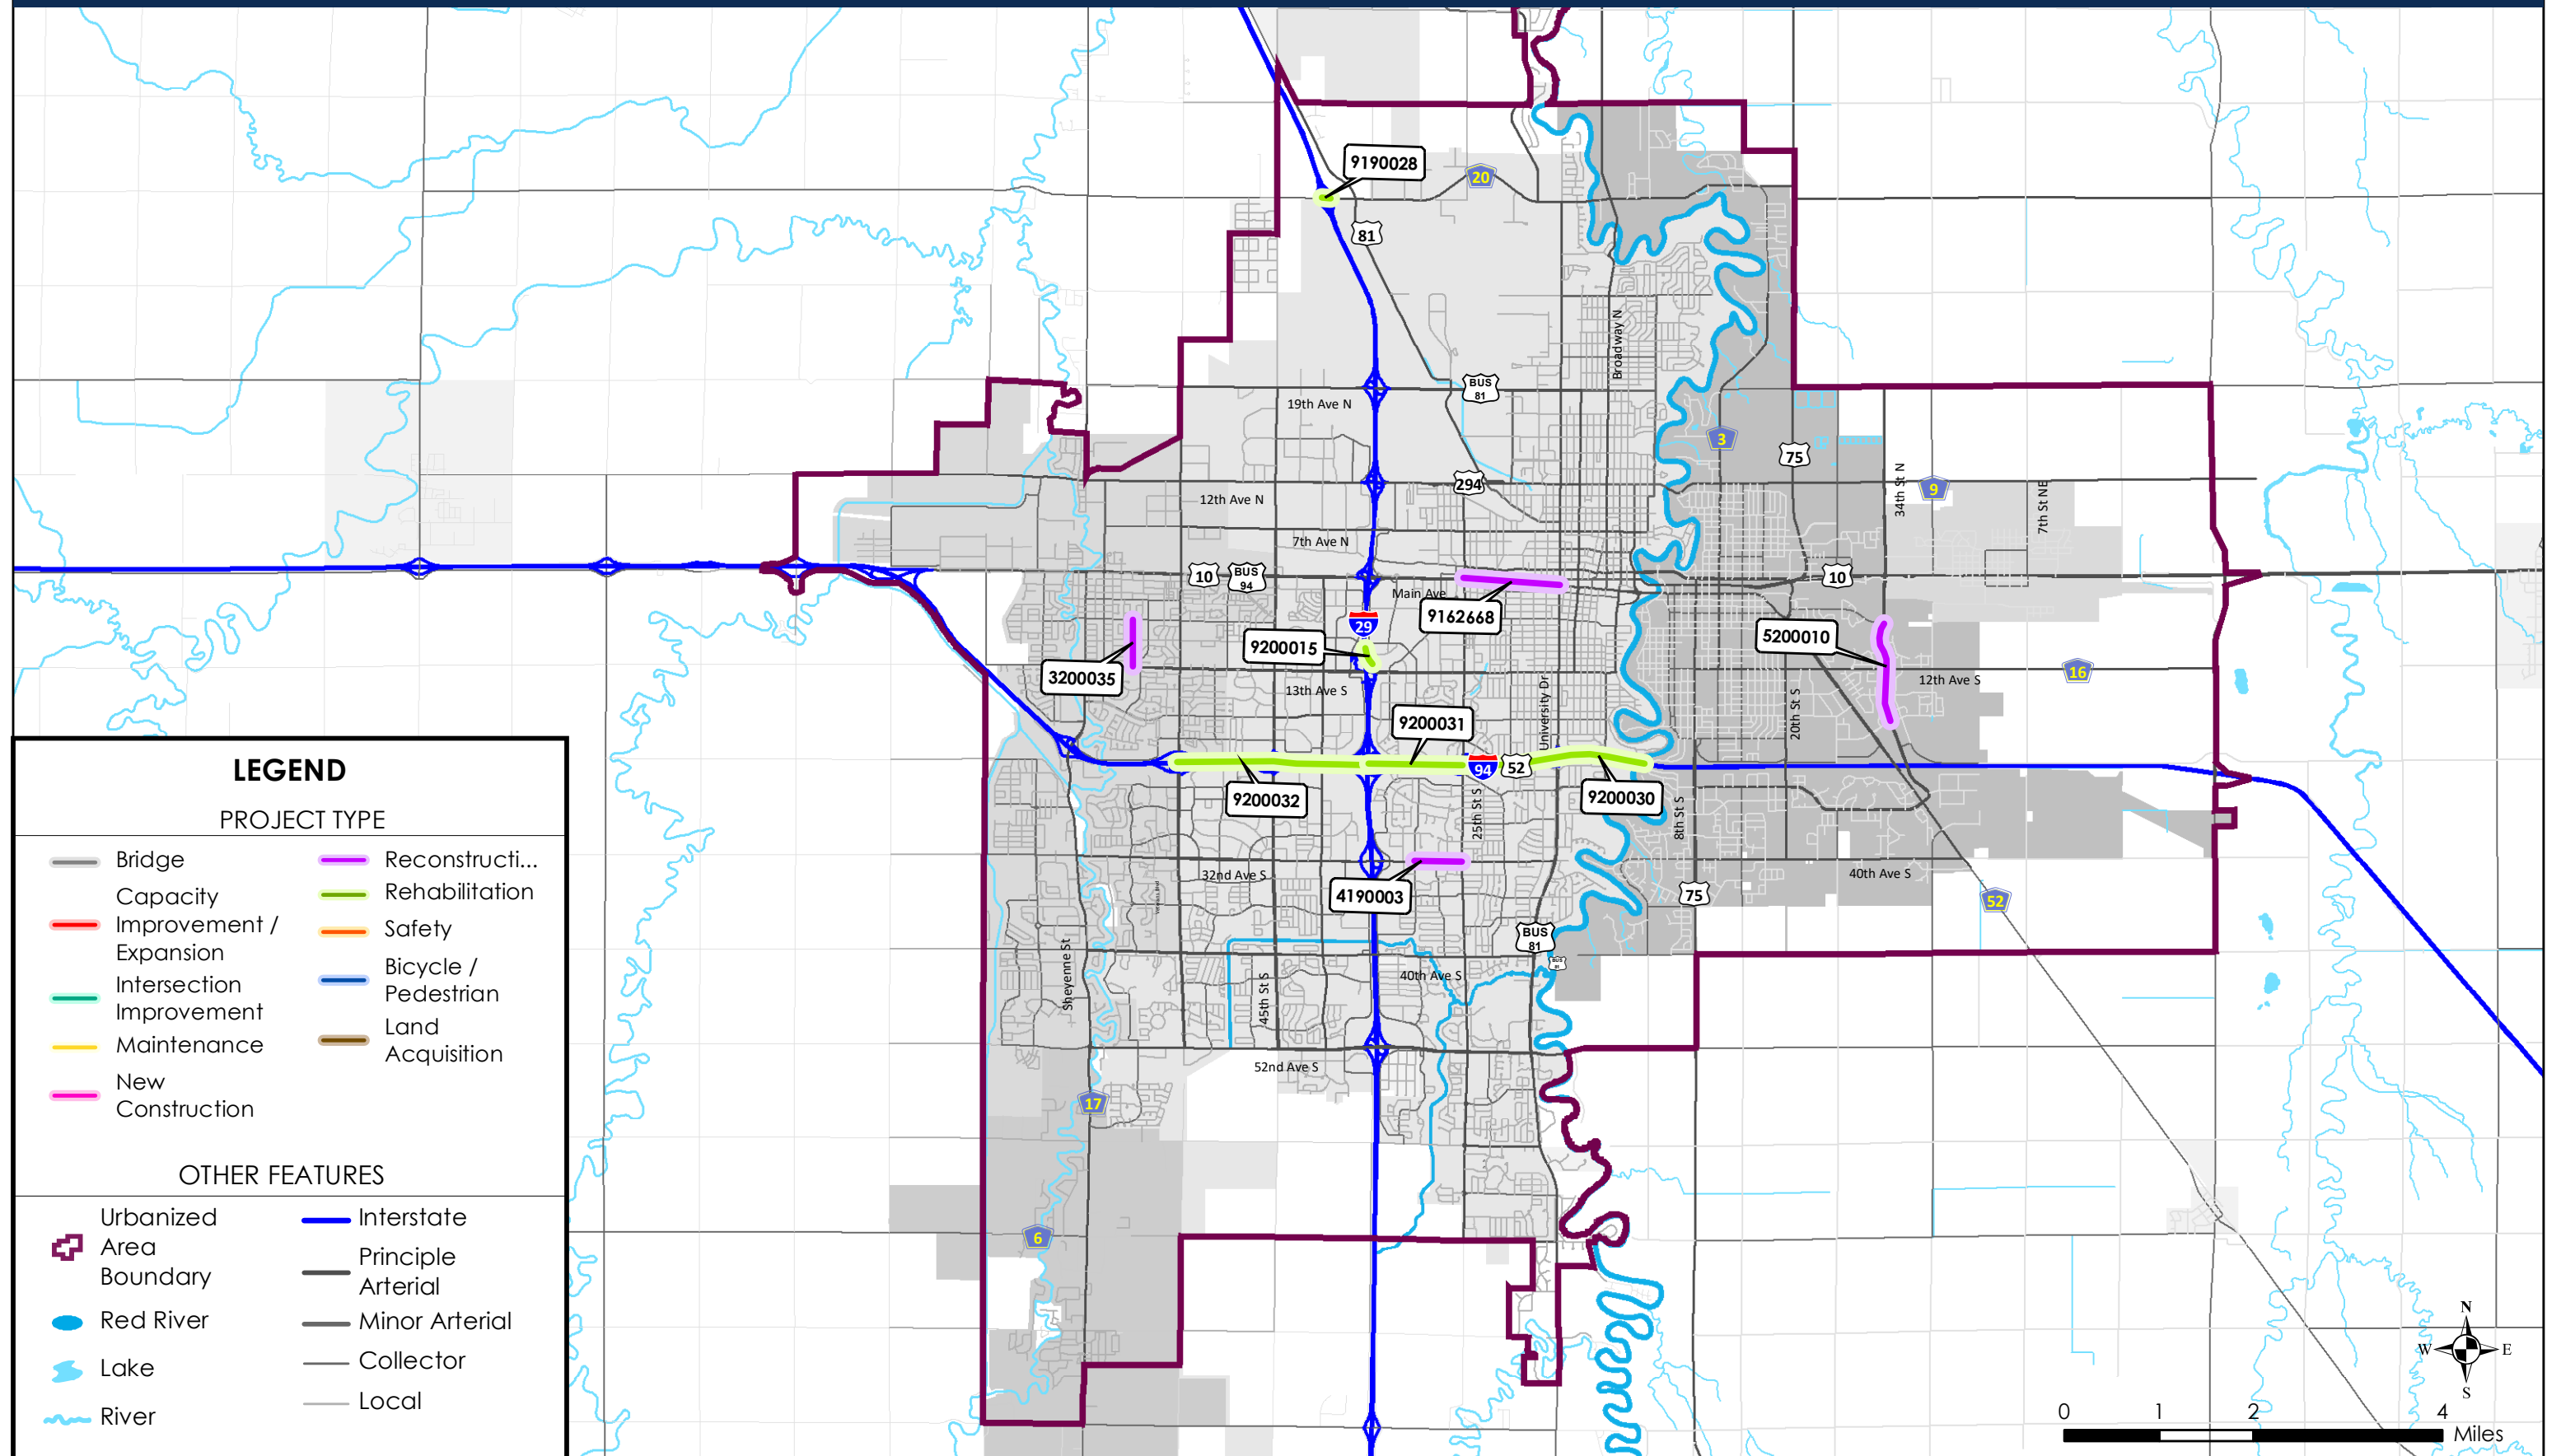 9190028
20
81
Broadway N
BUS
81
19th Ave N
3
75
294
34th St N
9
7th St NE
12th Ave N
7th Ave N
10
BUS
94
10
Main Ave
9162668
29
5200010
9200015
3200035
16
12th Ave S
13th Ave S
University Dr
20th St S
9200031
94
52
9200032
9200030
25th St S
8th St S
32nd Ave S
4190003
40th Ave S
75
52
BUS
81
Sheyenne St
45th St S
40th Ave S
52nd Ave S
17
6
LEGEND
PROJECT TYPE
Bridge
Capacity
Improvement /
Expansion
Intersection
Improvement
Maintenance
New
Construction
Reconstructi...
Rehabilitation
Safety
Bicycle /
Pedestrian
Land
Acquisition
OTHER FEATURES
Urbanized
Area
Boundary
Red River
Lake
River
Interstate
Principle
Arterial
Minor Arterial
Collector
Local
N
W E
S
0 1 2 4
Miles